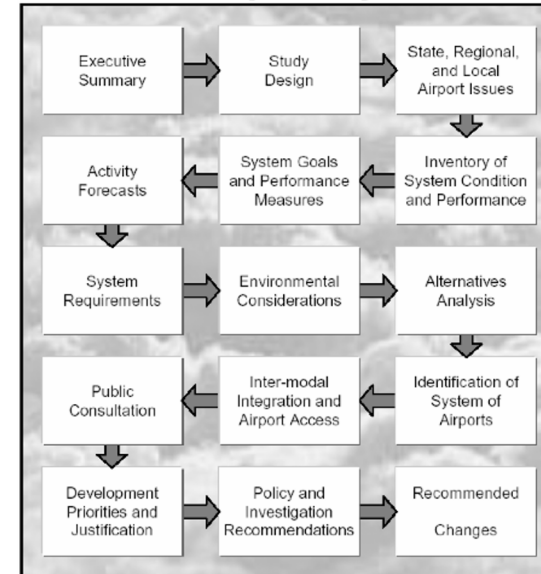 Executive
Summary
Study
Design
State, Regional,
and Local
Airport Issues
Activity
Forecasts
System Goals
and Performance
Measures
Inventory of
System Condition
and Performance
System
Requirements
Environmental
Considerations
Alternatives
Analysis
Public
Consultation
Inter-modal
Integration and
Airport Access
Identification of
System of
Airports
Development
Priorities and
Justification
Policy and
Investigation
Recommendations
Recommended
Changes